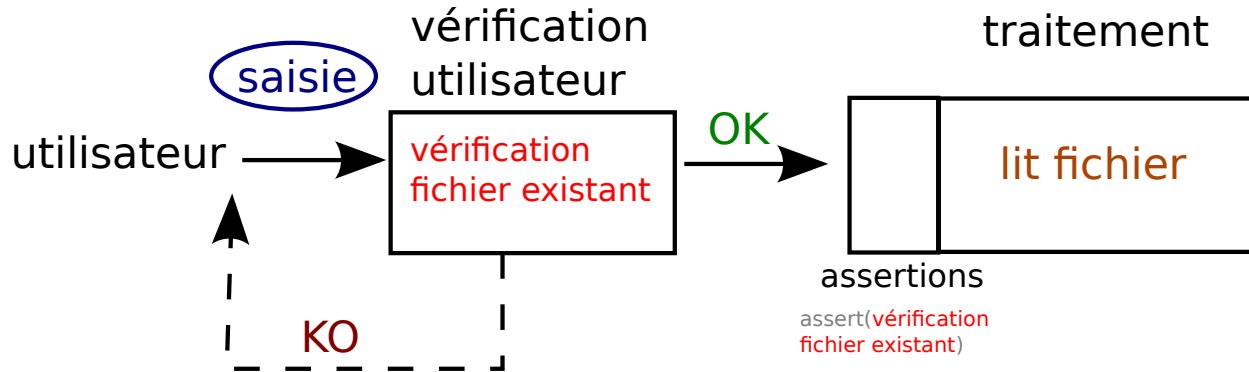 vérification
utilisateur
traitement
saisie
utilisateur
vérification
fichier existant
OK
lit fichier
assertions
assert(vérification
fichier existant)
KO